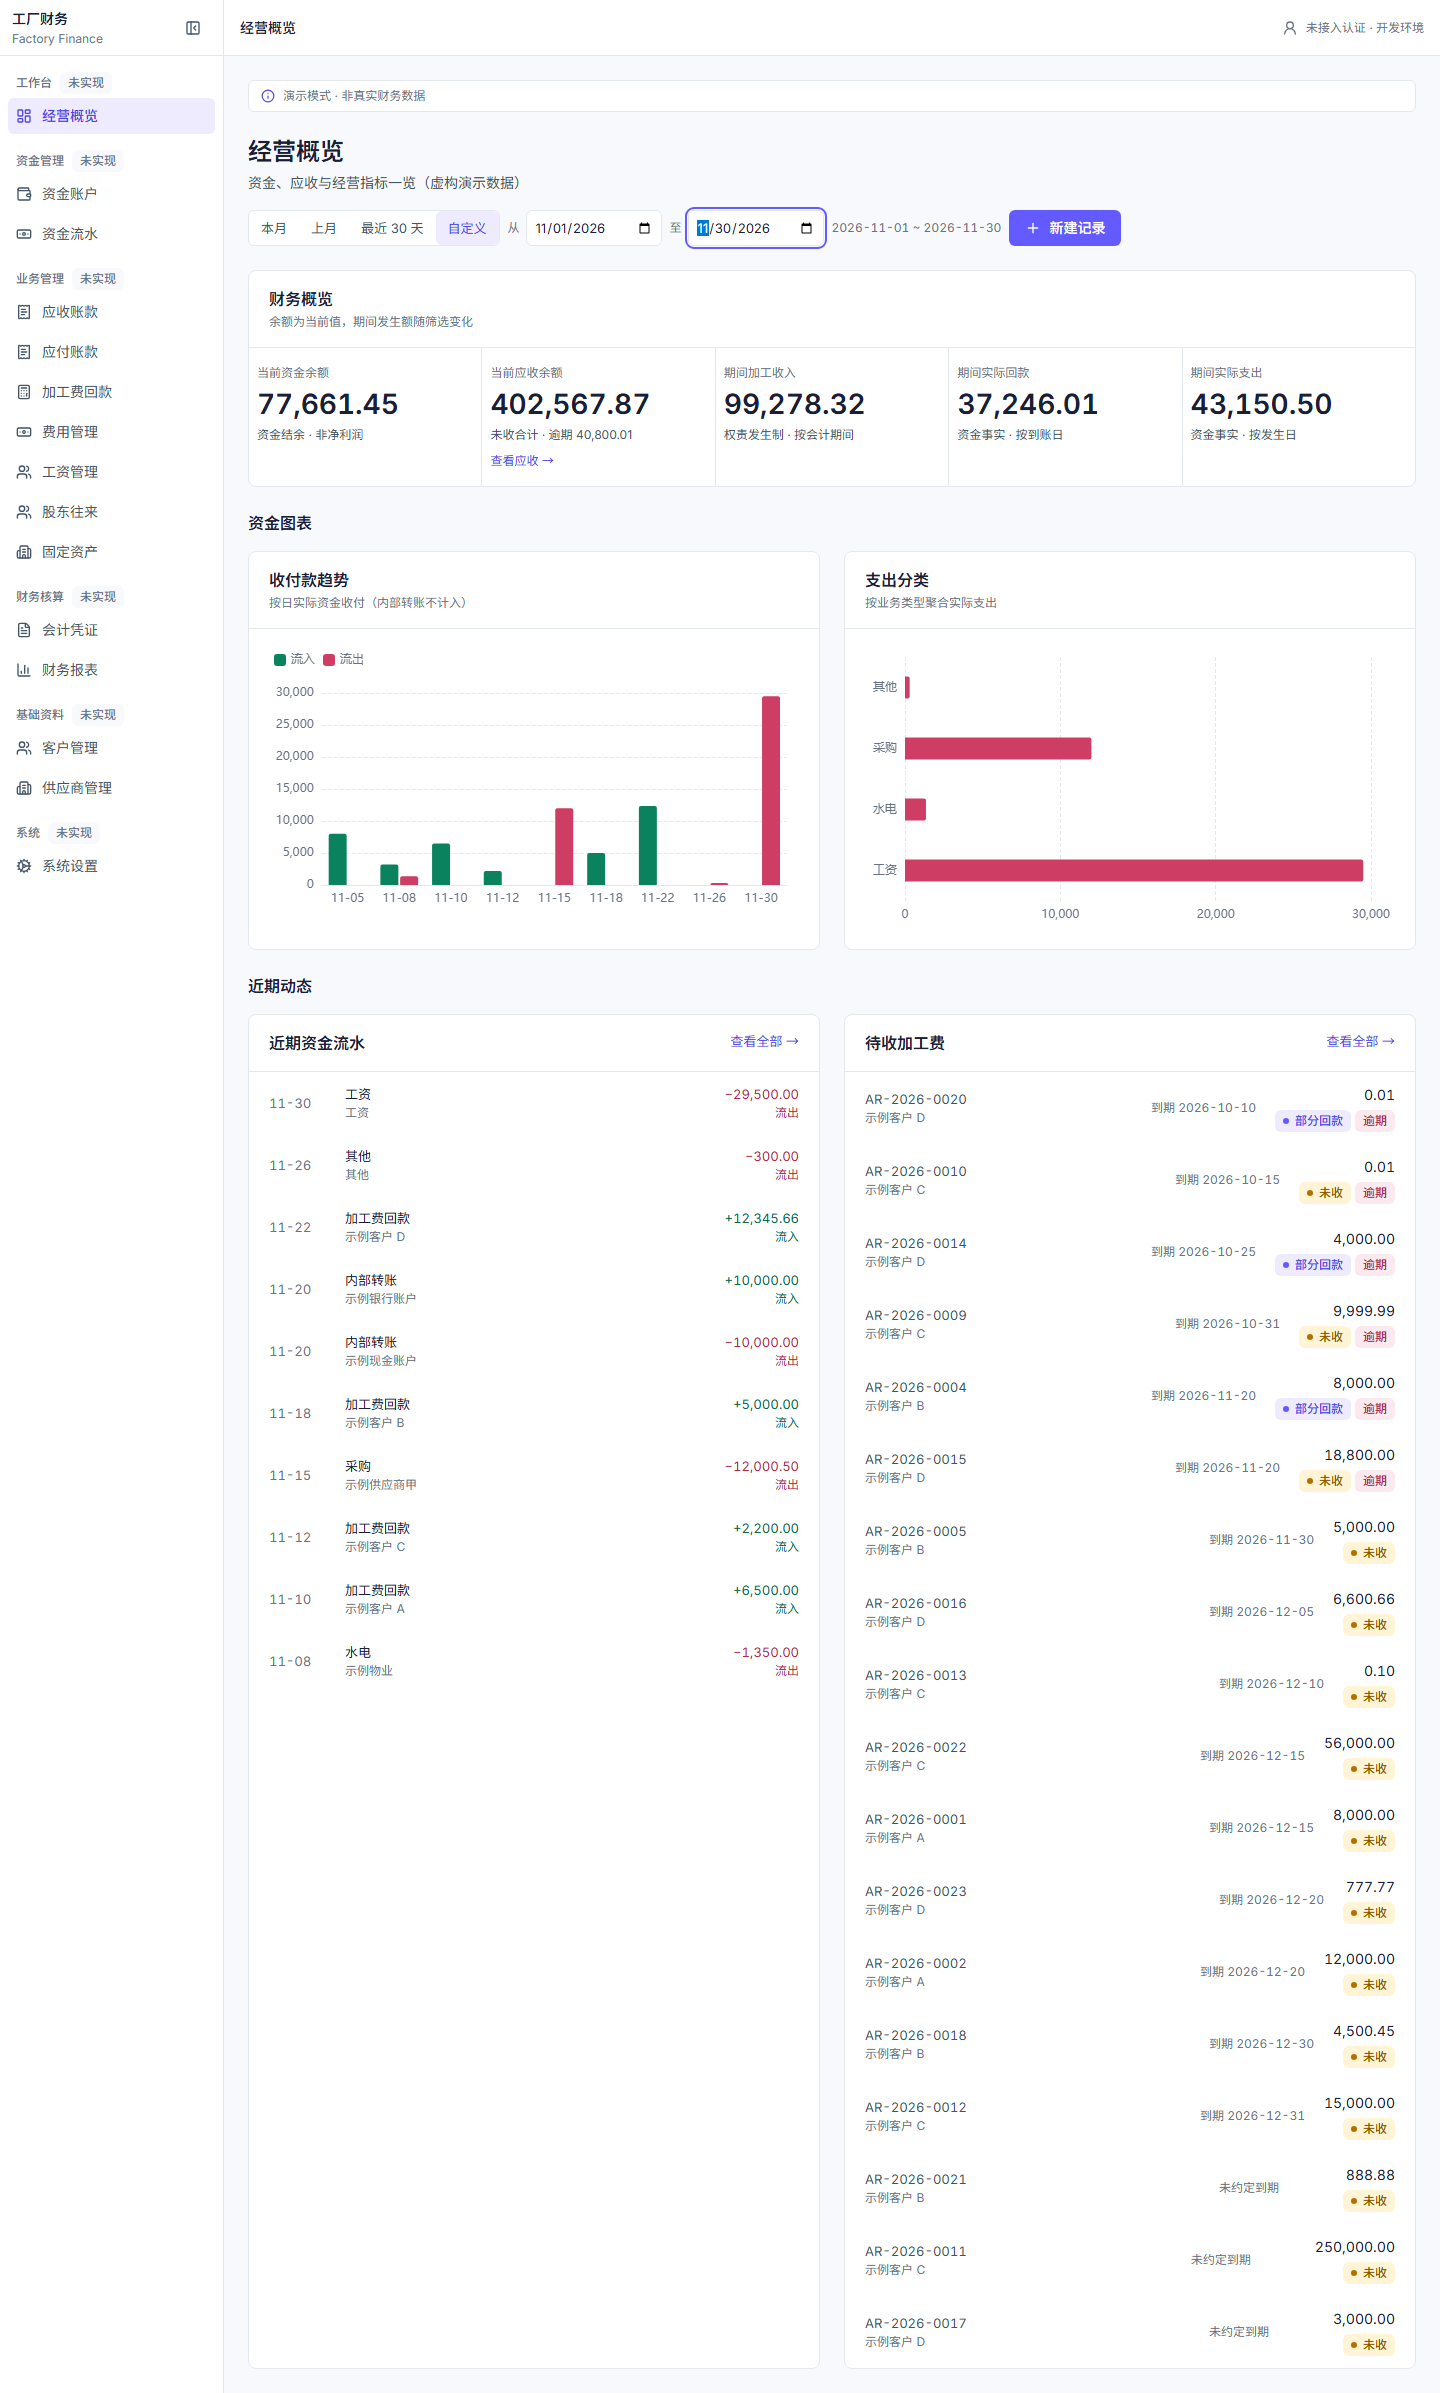 工厂财务
Factory Finance
经营概览
未接入认证 · 开发环境
工作台 未实现
经营概览
资金管理 未实现
资金账户
资金流水
业务管理 未实现
应收账款
应付账款
加工费回款
费用管理
工资管理
股东往来
固定资产
财务核算 未实现
会计凭证
财务报表
基础资料 未实现
客户管理
供应商管理
系统 未实现
系统设置
演示模式 · 非真实财务数据
经营概览
资金、应收与经营指标一览（虚构演示数据）
本月 上月 最近 30 天 自定义 从 11/01/2026 至 11/30/2026 2026-11-01 ~ 2026-11-30 新建记录
财务概览
余额为当前值，期间发生额随筛选变化
当前资金余额
77,661.45
资金结余 · 非净利润
当前应收余额
402,567.87
未收合计 · 逾期 40,800.01
查看应收 →
期间加工收入
99,278.32
权责发生制 · 按会计期间
期间实际回款
37,246.01
资金事实 · 按到账日
期间实际支出
43,150.50
资金事实 · 按发生日
资金图表
收付款趋势
按日实际资金收付（内部转账不计入）
流入 流出
30,000
25,000
20,000
15,000
10,000
5,000
0
11-05 11-08 11-10 11-12 11-15 11-18 11-22 11-26 11-30
支出分类
按业务类型聚合实际支出
其他
采购
水电
工资
0 10,000 20,000 30,000
近期动态
近期资金流水 查看全部 →
11-30 工资 −29,500.00
工资 流出
11-26 其他 −300.00
其他 流出
11-22 加工费回款 +12,345.66
示例客户 D 流入
11-20 内部转账 +10,000.00
示例银行账户 流入
11-20 内部转账 −10,000.00
示例现金账户 流出
11-18 加工费回款 +5,000.00
示例客户 B 流入
11-15 采购 −12,000.50
示例供应商甲 流出
11-12 加工费回款 +2,200.00
示例客户 C 流入
11-10 加工费回款 +6,500.00
示例客户 A 流入
11-08 水电 −1,350.00
示例物业 流出
待收加工费 查看全部 →
AR-2026-0020 到期 2026-10-10 0.01
示例客户 D 部分回款 逾期
AR-2026-0010 到期 2026-10-15 0.01
示例客户 C 未收 逾期
AR-2026-0014 到期 2026-10-25 4,000.00
示例客户 D 部分回款 逾期
AR-2026-0009 到期 2026-10-31 9,999.99
示例客户 C 未收 逾期
AR-2026-0004 到期 2026-11-20 8,000.00
示例客户 B 部分回款 逾期
AR-2026-0015 到期 2026-11-20 18,800.00
示例客户 D 未收 逾期
AR-2026-0005 到期 2026-11-30 5,000.00
示例客户 B 未收
AR-2026-0016 到期 2026-12-05 6,600.66
示例客户 D 未收
AR-2026-0013 到期 2026-12-10 0.10
示例客户 C 未收
AR-2026-0022 到期 2026-12-15 56,000.00
示例客户 C 未收
AR-2026-0001 到期 2026-12-15 8,000.00
示例客户 A 未收
AR-2026-0023 到期 2026-12-20 777.77
示例客户 D 未收
AR-2026-0002 到期 2026-12-20 12,000.00
示例客户 A 未收
AR-2026-0018 到期 2026-12-30 4,500.45
示例客户 B 未收
AR-2026-0012 到期 2026-12-31 15,000.00
示例客户 C 未收
AR-2026-0021 未约定到期 888.88
示例客户 B 未收
AR-2026-0011 未约定到期 250,000.00
示例客户 C 未收
AR-2026-0017 未约定到期 3,000.00
示例客户 D 未收